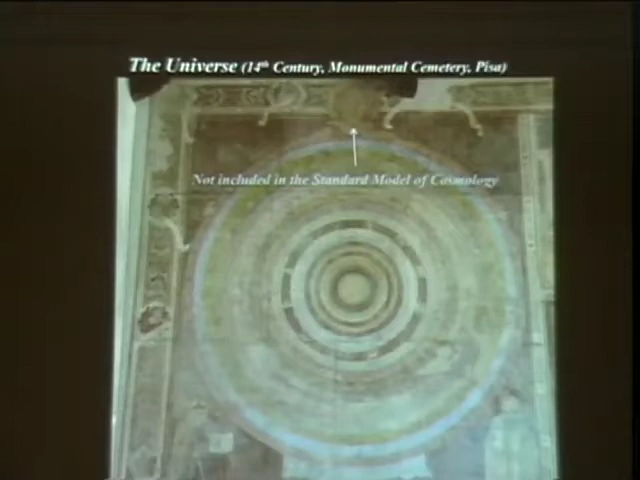 The Universe (14th Century, Monumental Cemetery, Pisa)
Not included in the Standard Model of Cosmology